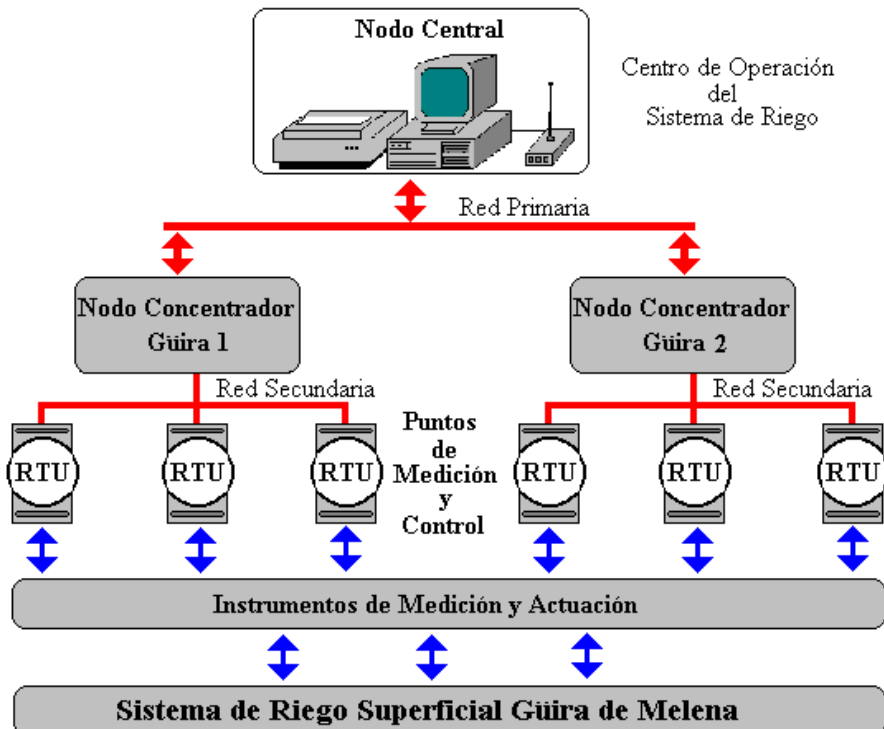 Nodo Central
Centro de Operación
del
Sistema de Riego
Red Primaria
Nodo Concentrador
Güira 1
Nodo Concentrador
Güira 2
Red Secundaria
Red Secundaria
RTU
RTU
RTU
Puntos
de
Medición
y
Control
RTU
RTU
RTU
Instrumentos de Medición y Actuación
Sistema de Riego Superficial Güira de Melena